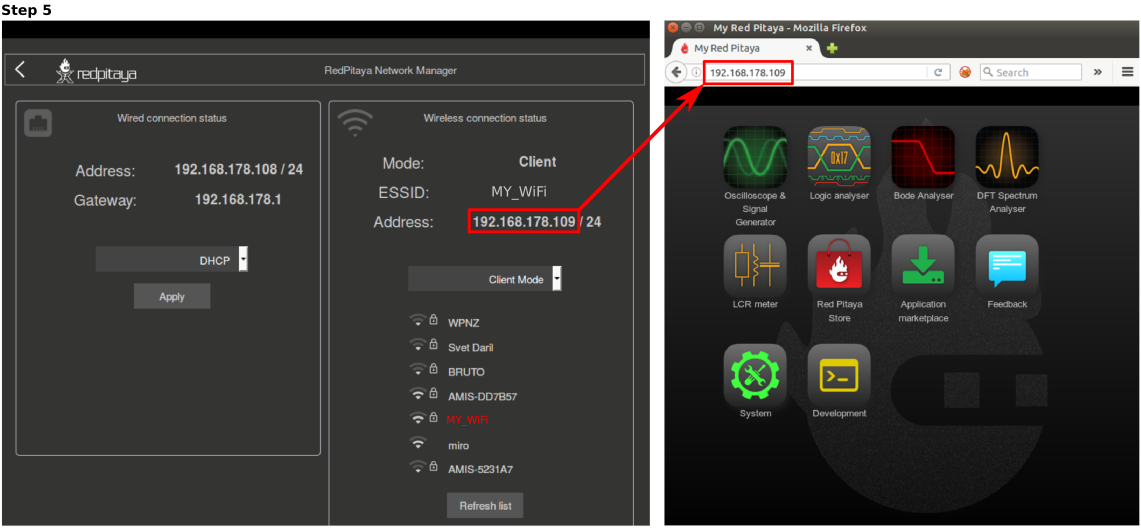 Step 5
redpitaya
RedPitaya Network Manager
Wired connection status
Address: 192.168.178.108 / 24
Gateway: 192.168.178.1
DHCP
Apply
Wireless connection status
Mode: Client
ESSID: MY_WiFi
Address: 192.168.178.109 / 24
Client Mode
WPNZ
Svet Daril
BRUTO
AMIS-DD7B57
MY_WiFi
miro
AMIS-5231A7
Refresh list
My Red Pitaya - Mozilla Firefox
My Red Pitaya
192.168.178.109
Search
0x17
Oscilloscope &
Signal
Generator
Logic analyser
Bode Analyser
DFT Spectrum
Analyser
LCR meter
Red Pitaya
Store
Application
marketplace
Feedback
System
Development